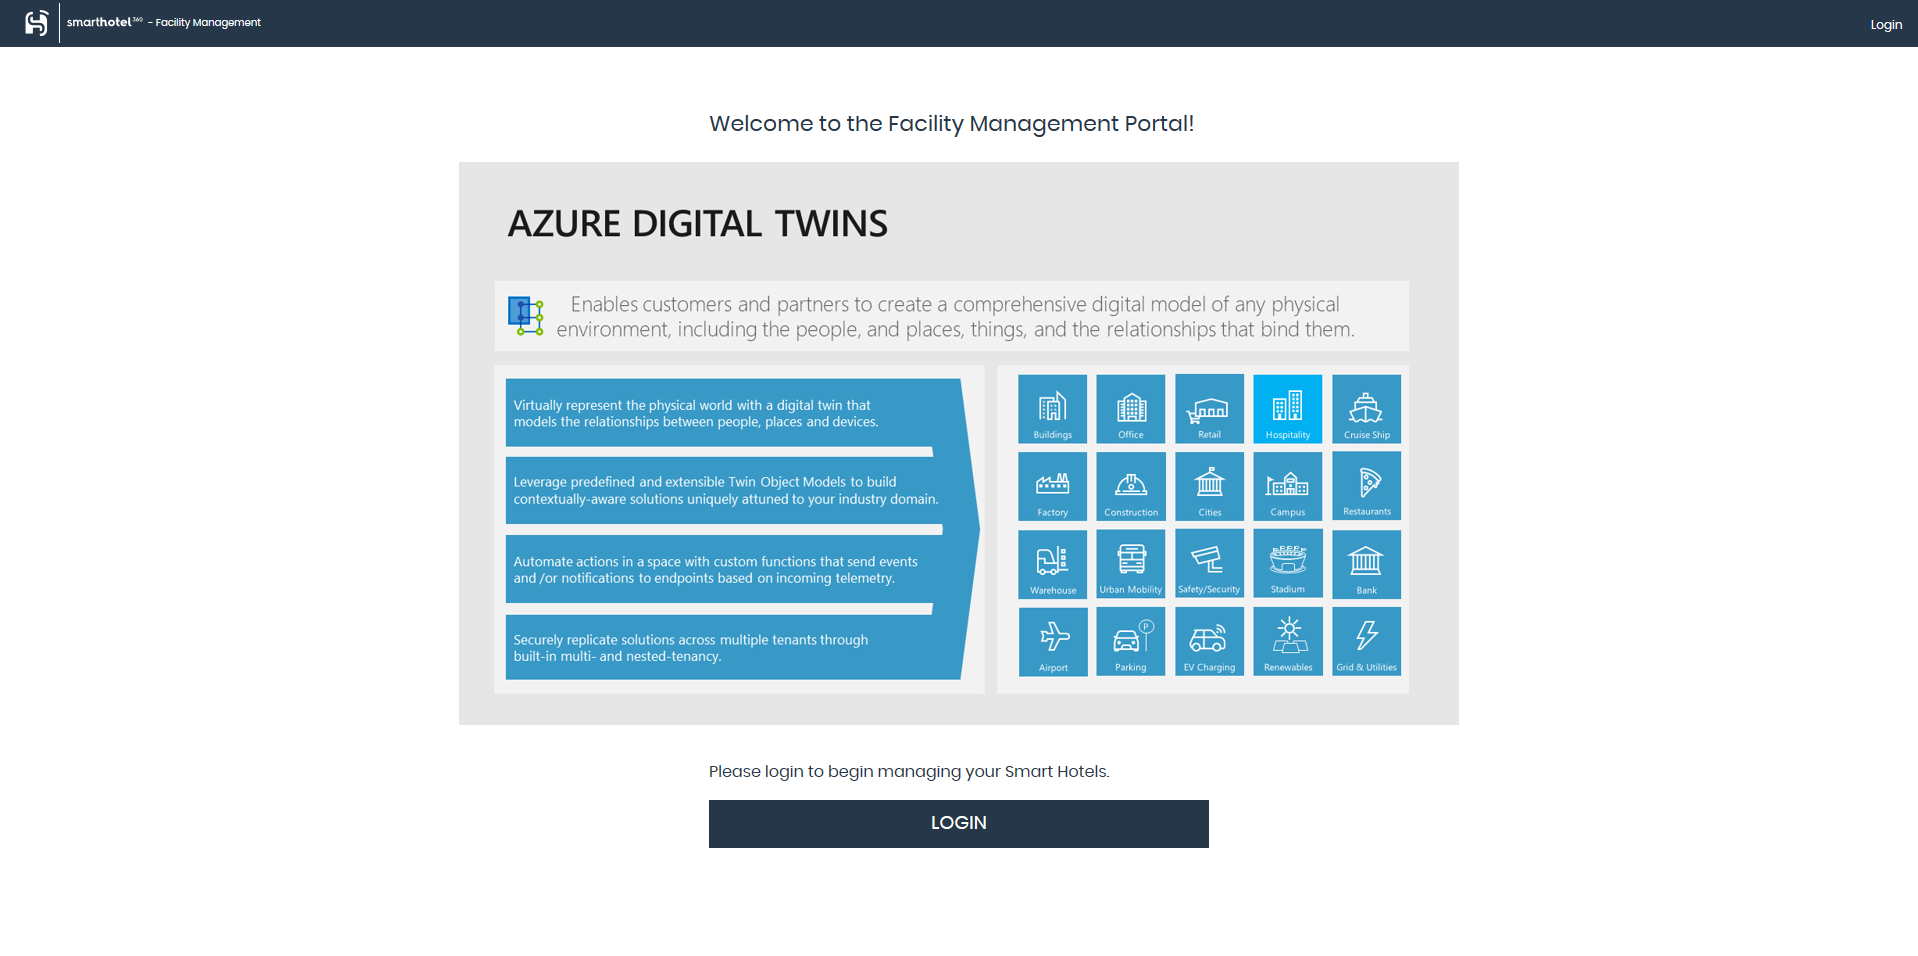 smarthotel360 - Facility Management
Login
Welcome to the Facility Management Portal!
AZURE DIGITAL TWINS
Enables customers and partners to create a comprehensive digital model of any physical
environment, including the people, and places, things, and the relationships that bind them.
Virtually represent the physical world with a digital twin that
models the relationships between people, places and devices.
Leverage predefined and extensible Twin Object Models to build
contextually-aware solutions uniquely attuned to your industry domain.
Automate actions in a space with custom functions that send events
and /or notifications to endpoints based on incoming telemetry.
Securely replicate solutions across multiple tenants through
built-in multi- and nested-tenancy.
Buildings
Office
Retail
Hospitality
Cruise Ship
Factory
Construction
Cities
Campus
Restaurants
Warehouse
Urban Mobility
Safety/Security
Stadium
Bank
Airport
P
Parking
EV Charging
Renewables
Grid & Utilities
Please login to begin managing your Smart Hotels.
LOGIN